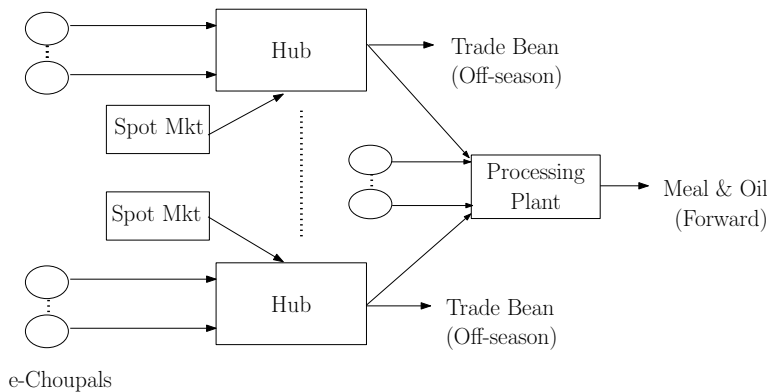 Hub
Trade Bean
(Off-season)
Spot Mkt
Processing
Plant
Meal & Oil
(Forward)
Spot Mkt
Hub
Trade Bean
(Off-season)
e-Choupals